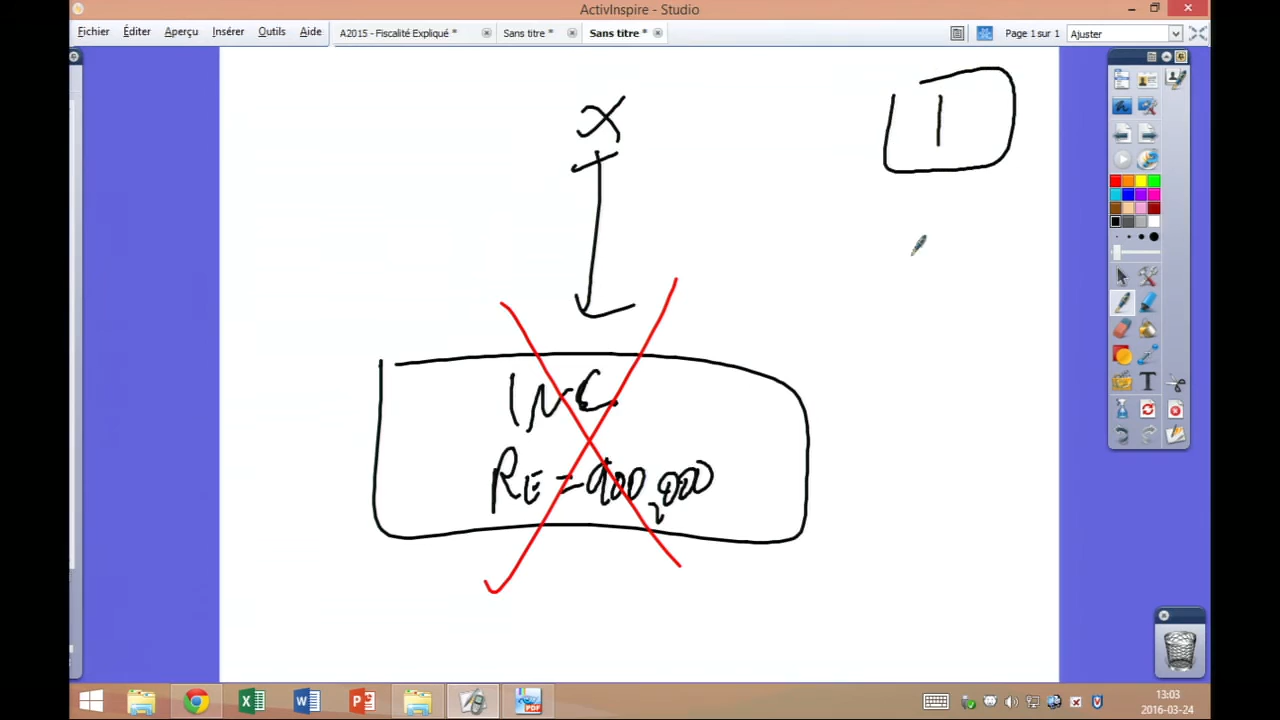 ActivInspire - Studio
Fichier Éditer Aperçu Insérer Outils Aide
A2015 - Fiscalité Expliqué *
Sans titre *
Sans titre *
Page 1 sur 1
Ajuster
X
1
INC
RE = 900,000
13:03
2016-03-24